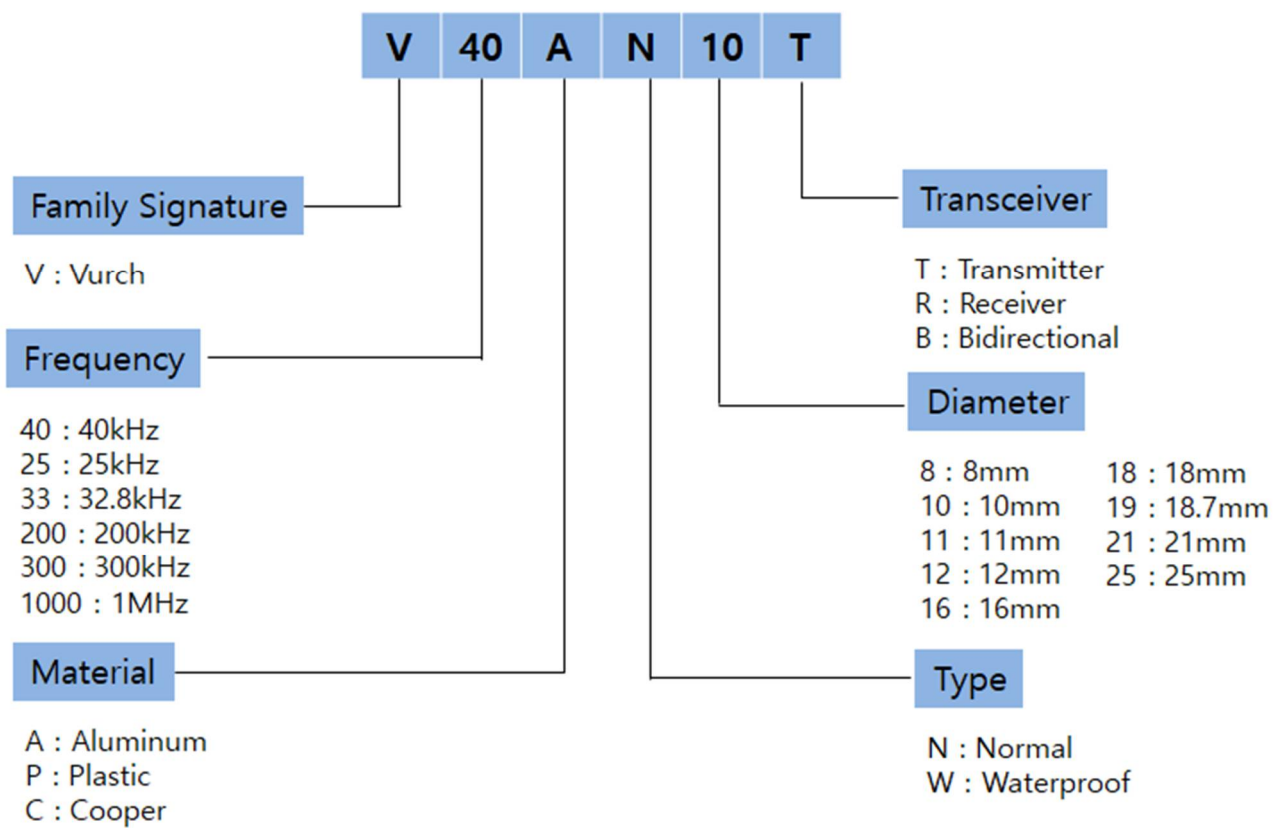 V 40 A N 10 T
Family Signature
V : Vurch
Frequency
40 : 40kHz
25 : 25kHz
33 : 32.8kHz
200 : 200kHz
300 : 300kHz
1000 : 1MHz
Material
A : Aluminum
P : Plastic
C : Cooper
Transceiver
T : Transmitter
R : Receiver
B : Bidirectional
Diameter
8 : 8mm
10 : 10mm
11 : 11mm
12 : 12mm
16 : 16mm
18 : 18mm
19 : 18.7mm
21 : 21mm
25 : 25mm
Type
N : Normal
W : Waterproof